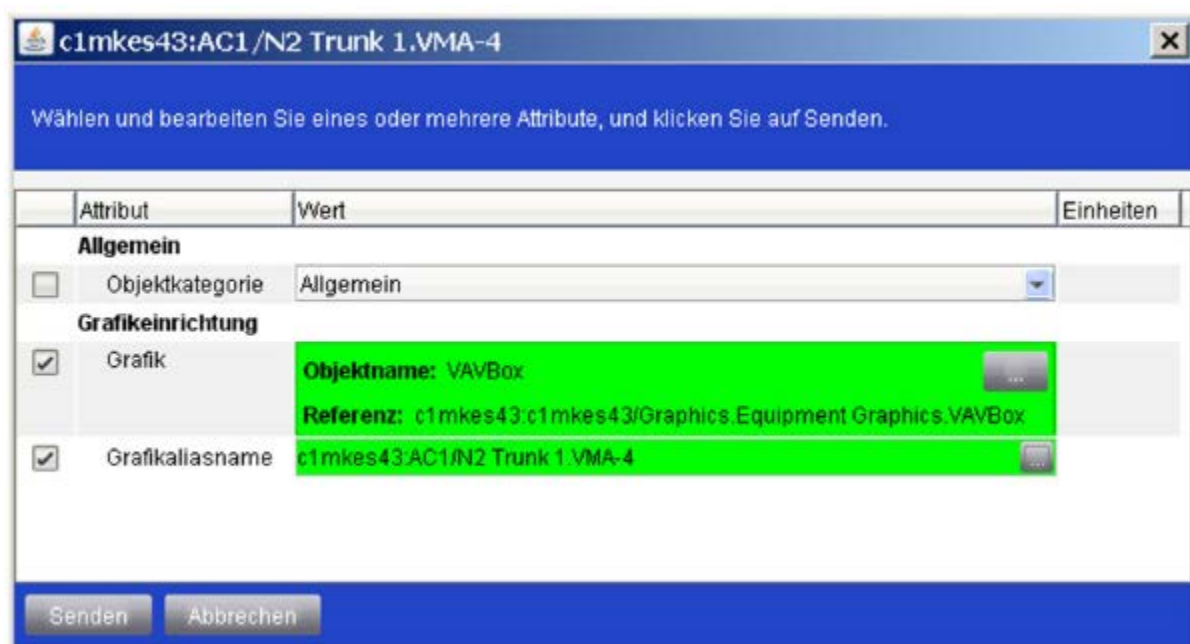 c1mkes43:AC1/N2 Trunk 1.VMA-4
Wählen und bearbeiten Sie eines oder mehrere Attribute, und klicken Sie auf Senden.
Attribut Wert Einheiten
Allgemein
Objektkategorie Allgemein
Grafikeinrichtung
Grafik Objektname: VAVBox ...
Referenz: c1mkes43:c1mkes43/Graphics.Equipment Graphics.VAVBox
Grafikaliasname c1mkes43:AC1/N2 Trunk 1.VMA-4 ...
Senden Abbrechen